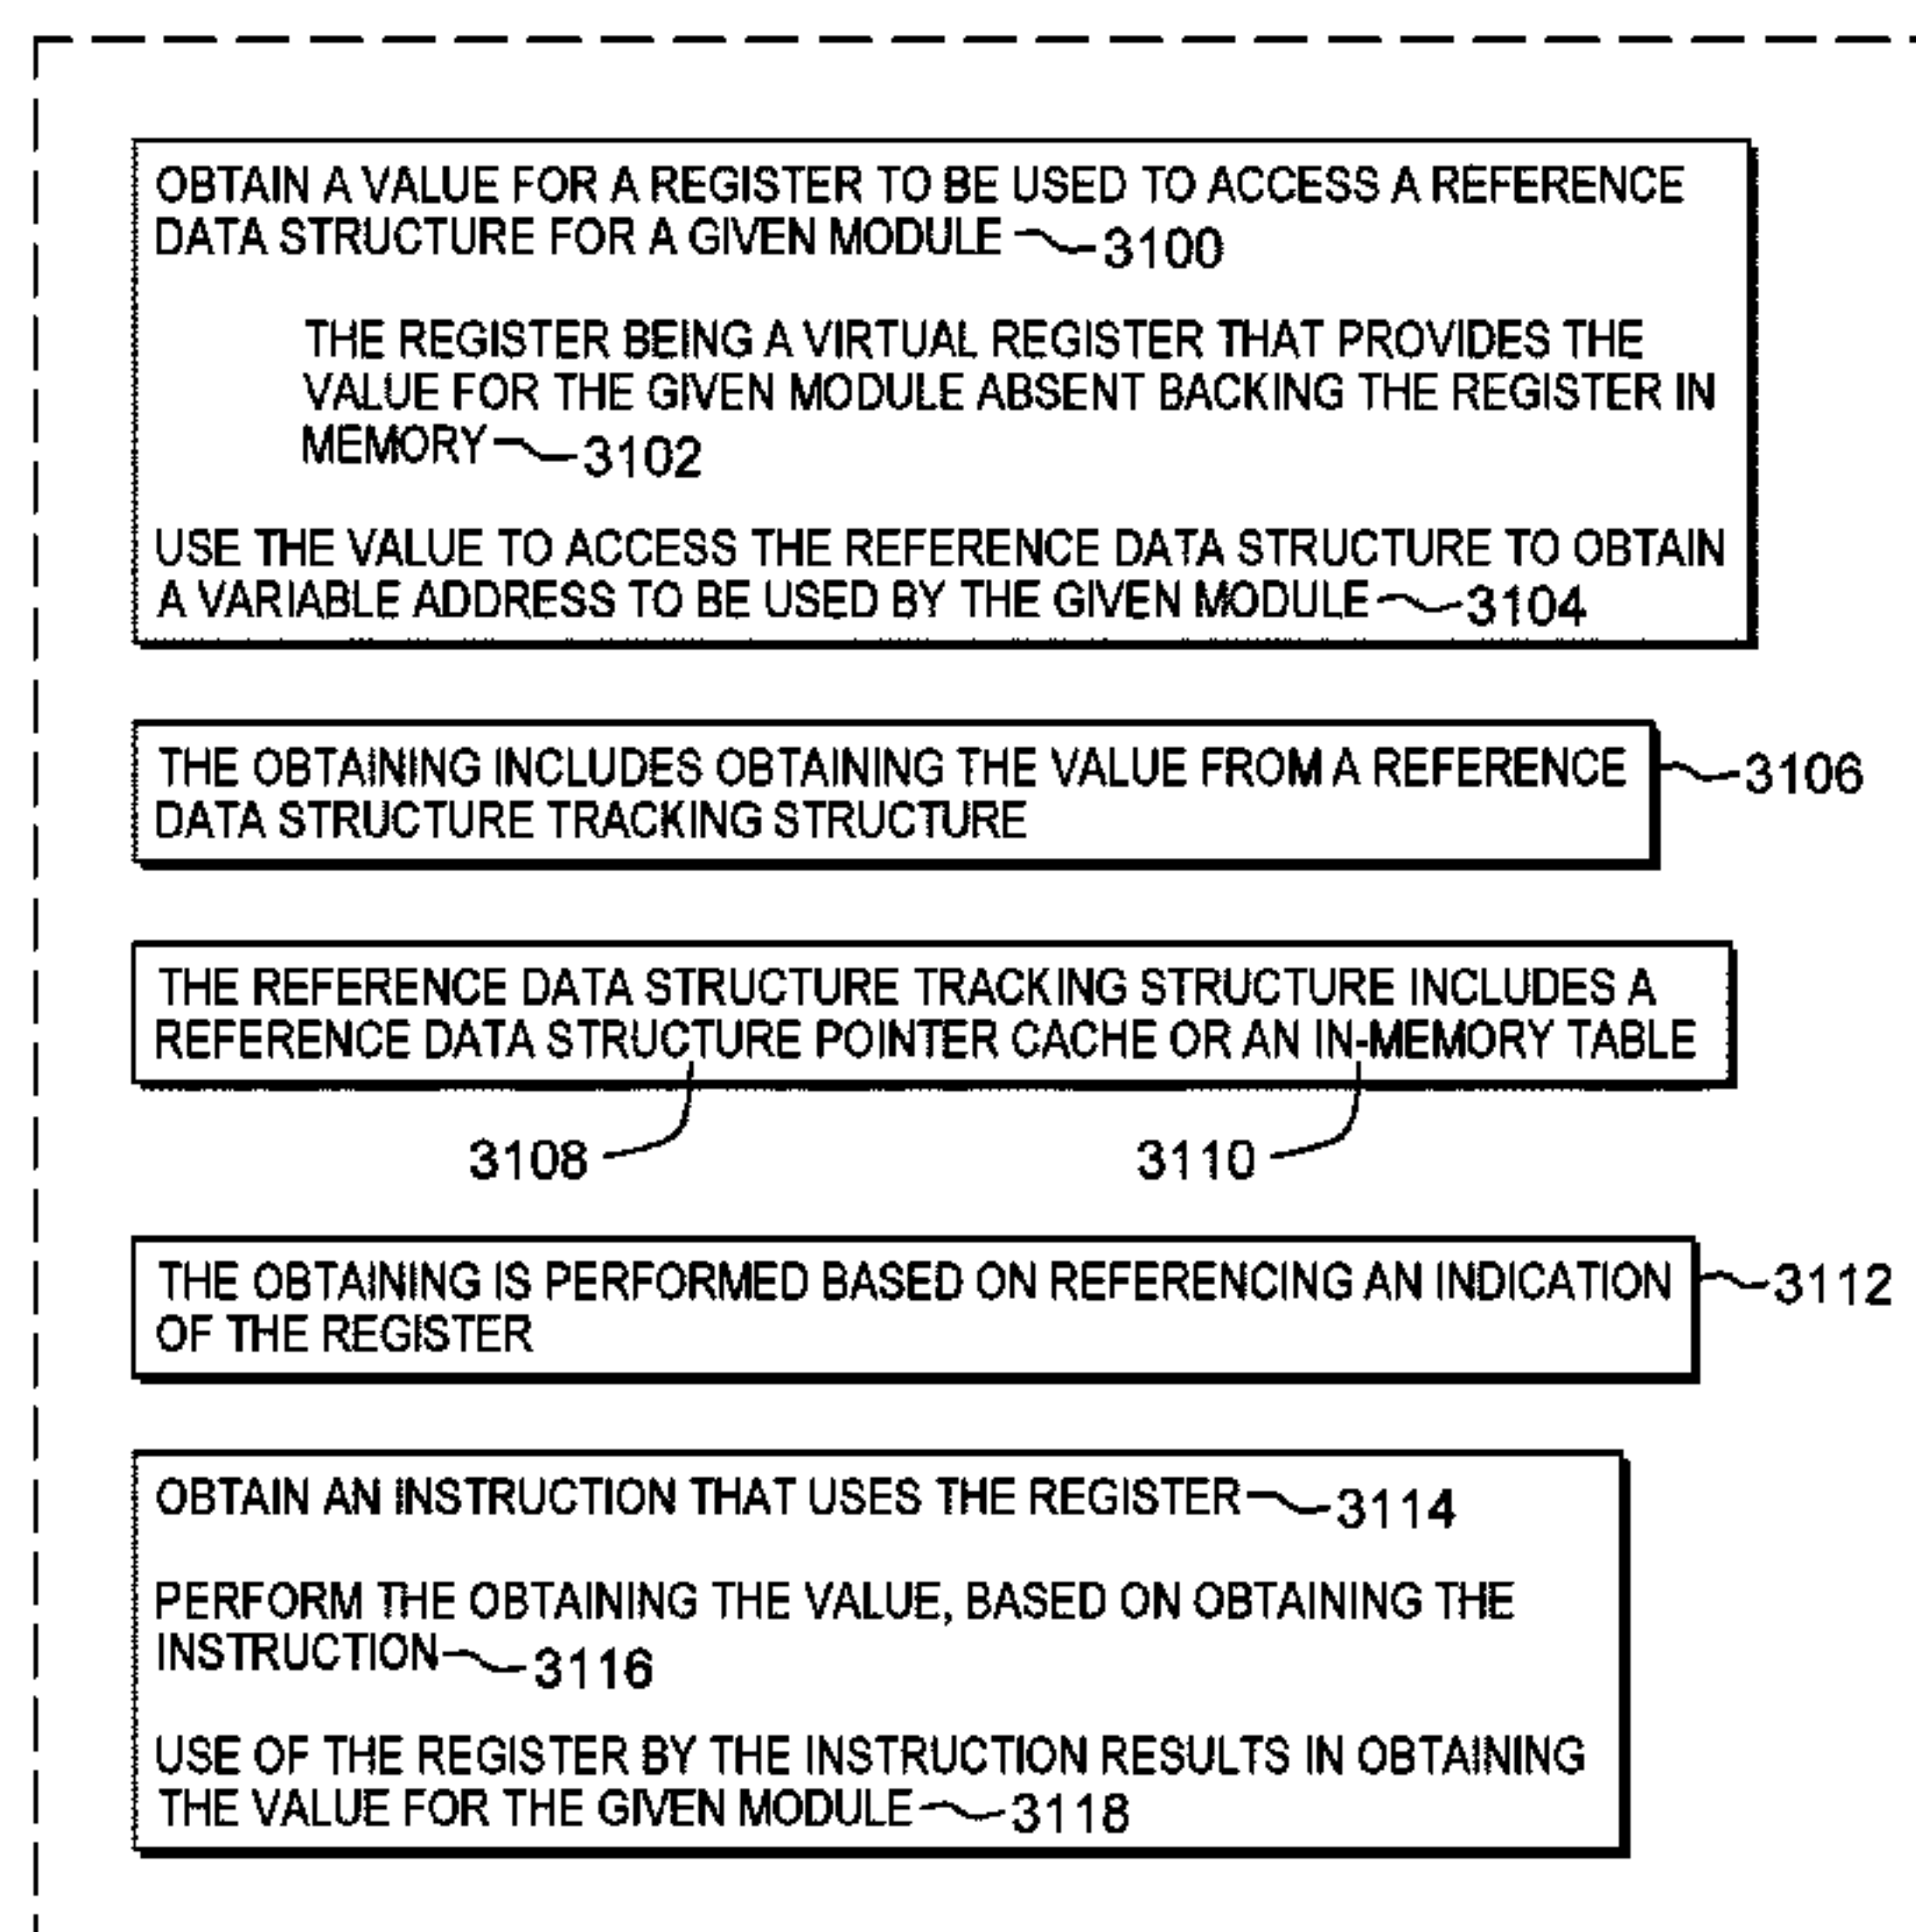 OBTAIN A VALUE FOR A REGISTER TO BE USED TO ACCESS A REFERENCE
DATA STRUCTURE FOR A GIVEN MODULE 3100
THE REGISTER BEING A VIRTUAL REGISTER THAT PROVIDES THE
VALUE FOR THE GIVEN MODULE ABSENT BACKING THE REGISTER IN
MEMORY 3102
USE THE VALUE TO ACCESS THE REFERENCE DATA STRUCTURE TO OBTAIN
A VARIABLE ADDRESS TO BE USED BY THE GIVEN MODULE 3104
THE OBTAINING INCLUDES OBTAINING THE VALUE FROM A REFERENCE 3106
DATA STRUCTURE TRACKING STRUCTURE
THE REFERENCE DATA STRUCTURE TRACKING STRUCTURE INCLUDES A
REFERENCE DATA STRUCTURE POINTER CACHE OR AN IN-MEMORY TABLE
3108 3110
THE OBTAINING IS PERFORMED BASED ON REFERENCING AN INDICATION 3112
OF THE REGISTER
OBTAIN AN INSTRUCTION THAT USES THE REGISTER 3114
PERFORM THE OBTAINING THE VALUE, BASED ON OBTAINING THE
INSTRUCTION 3116
USE OF THE REGISTER BY THE INSTRUCTION RESULTS IN OBTAINING
THE VALUE FOR THE GIVEN MODULE 3118